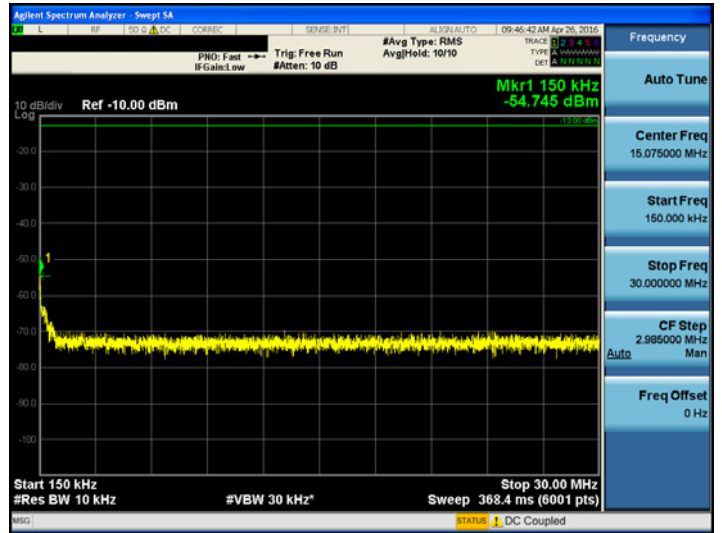 Agilent Spectrum Analyzer - Swept SA
L RF 50 Ω DC CORREC SENSE:INT ALIGN AUTO 09:46:42 AM Apr 26, 2016
PNO: Fast Trig: Free Run #Avg Type: RMS TRACE 1 2 3 4 5 6
IFGain:Low #Atten: 10 dB Avg|Hold: 10/10 TYPE A WWWWW
DET A N N N N N
Frequency
Mkr1 150 kHz
-54.745 dBm
10 dB/div Ref -10.00 dBm
Log
-13.00 dBm
-20.0
-30.0
-40.0
-50.0
1
-60.0
-70.0
-80.0
-90.0
-100
Start 150 kHz Stop 30.00 MHz
#Res BW 10 kHz #VBW 30 kHz* Sweep 368.4 ms (6001 pts)
Auto Tune
Center Freq
15.075000 MHz
Start Freq
150.000 kHz
Stop Freq
30.000000 MHz
CF Step
2.985000 MHz
Auto Man
Freq Offset
0 Hz
MSG STATUS DC Coupled